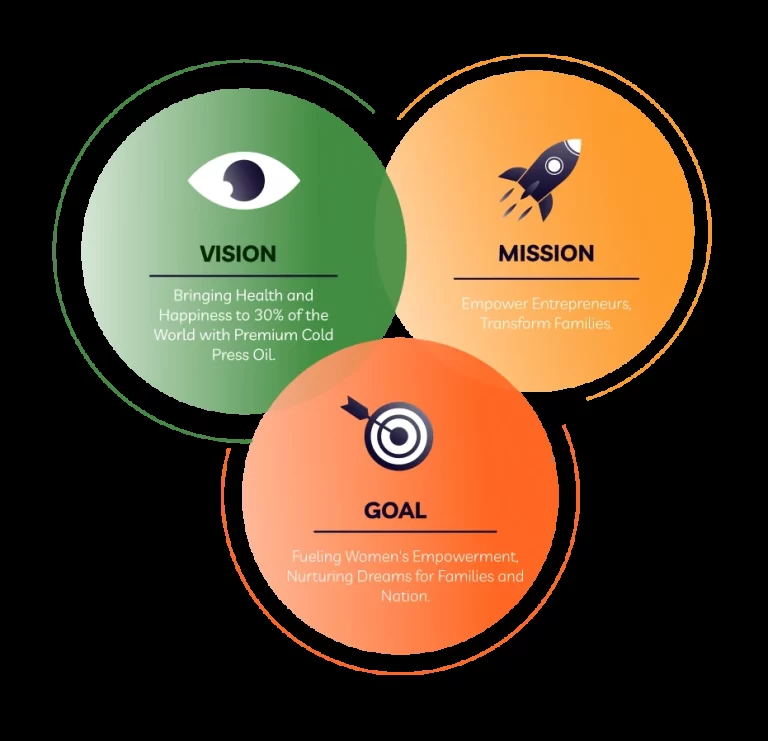 VISION
Bringing Health and
Happiness to 30% of the
World with Premium Cold
Press Oil.
MISSION
Empower Entrepreneurs,
Transform Families.
GOAL
Fueling Women's Empowerment,
Nurturing Dreams for Families and
Nation.